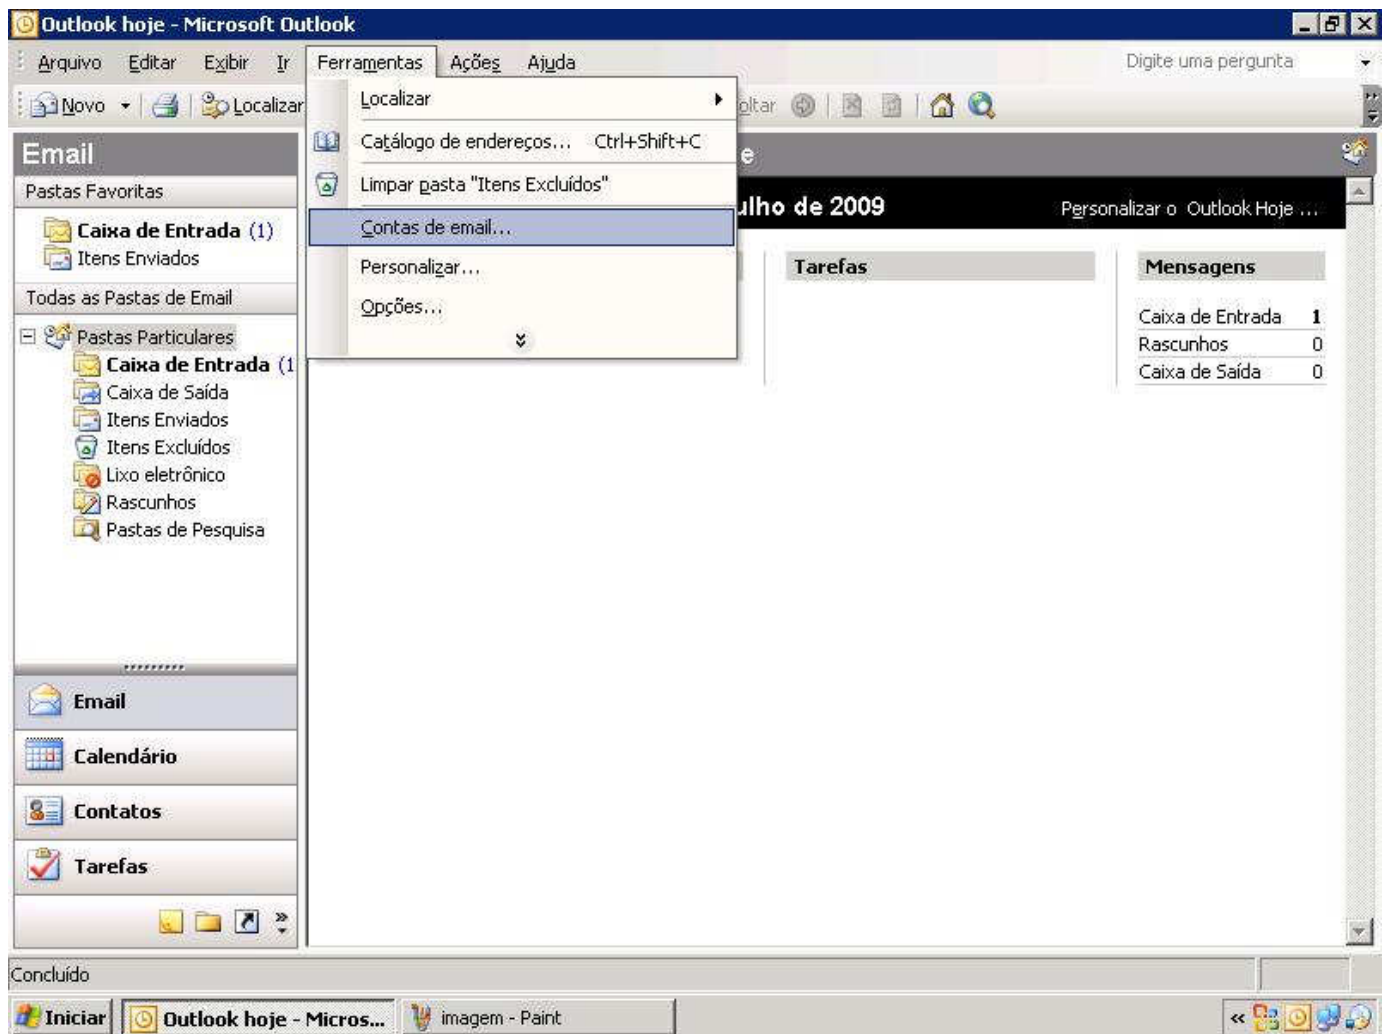 Outlook hoje - Microsoft Outlook
Arquivo Editar Exibir Ir Ferramentas Ações Ajuda Digite uma pergunta
Novo Localizar
Localizar
Catálogo de endereços... Ctrl+Shift+C
Limpar pasta "Itens Excluídos"
Contas de email...
Personalizar...
Opções...
Email
Pastas Favoritas
Caixa de Entrada (1)
Itens Enviados
Todas as Pastas de Email
Pastas Particulares
Caixa de Entrada (1
Caixa de Saída
Itens Enviados
Itens Excluídos
Lixo eletrônico
Rascunhos
Pastas de Pesquisa
Email
Calendário
Contatos
Tarefas
oltar
e
ulho de 2009 Personalizar o Outlook Hoje ...
Tarefas
Mensagens
Caixa de Entrada 1
Rascunhos 0
Caixa de Saída 0
Concluído
Iniciar Outlook hoje - Micros... imagem - Paint